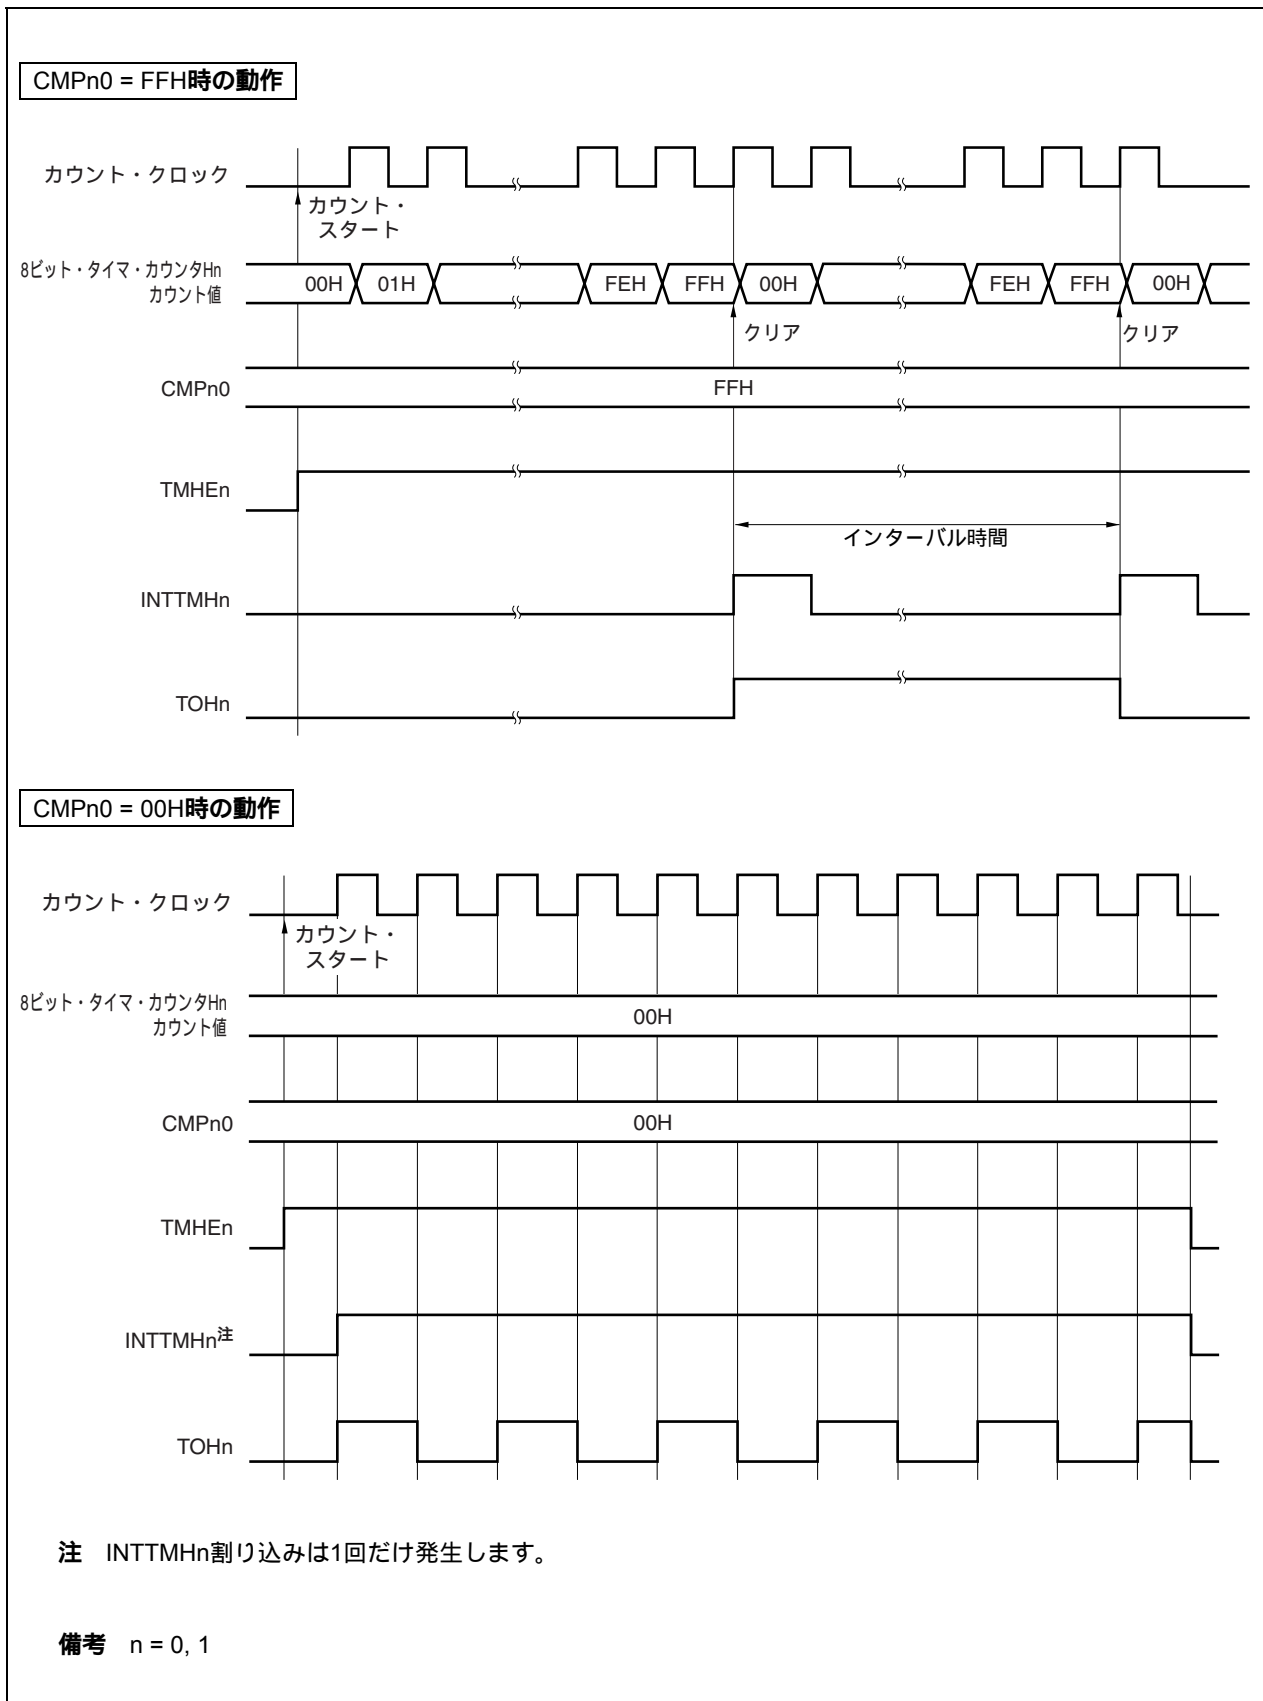 CMPn0 = FFH時の動作
カウント・クロック
カウント・
スタート
8ビット・タイマ・カウンタHn
カウント値
00H
01H
FEH
FFH
00H
FEH
FFH
00H
クリア
クリア
CMPn0
FFH
TMHEn
インターバル時間
INTTMHn
TOHn
CMPn0 = 00H時の動作
カウント・クロック
カウント・
スタート
8ビット・タイマ・カウンタHn
カウント値
00H
CMPn0
00H
TMHEn
INTTMHn注
TOHn
注 INTTMHn割り込みは1回だけ発生します。
備考 n = 0, 1